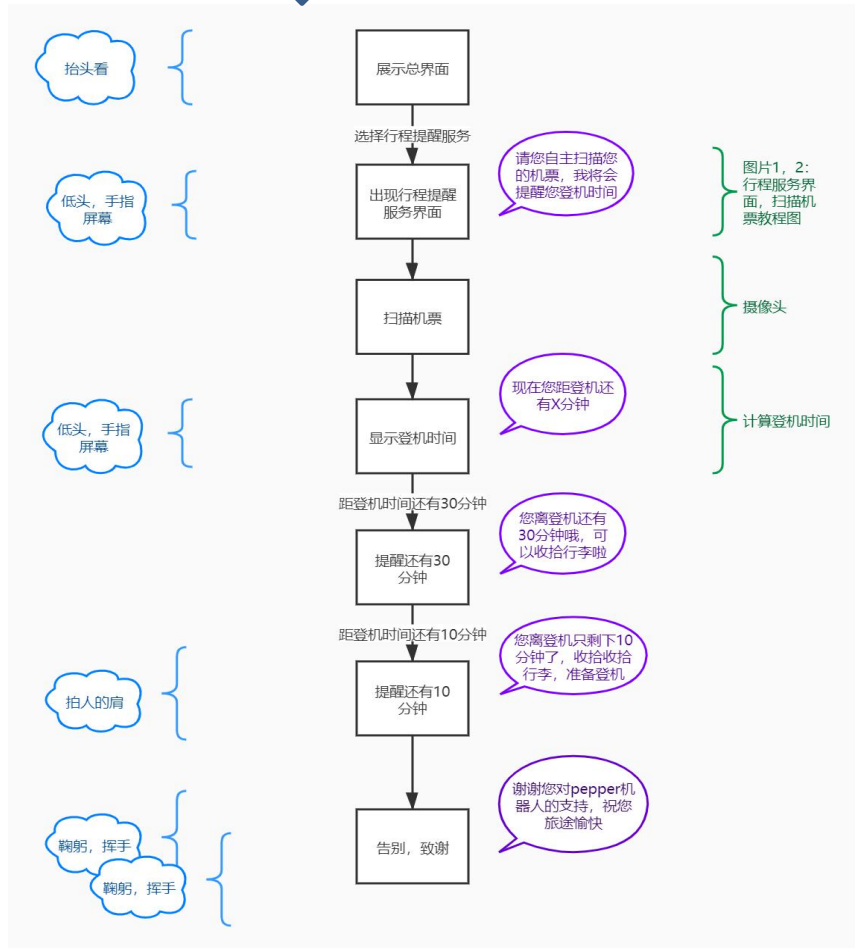 抬头看
展示总界面
选择行程提醒服务
低头，手指
屏幕
出现行程提醒
服务界面
请您自主扫描您
的机票，我将会
提醒您登机时间
图片1，2：
行程服务界
面，扫描机
票教程图
扫描机票
摄像头
低头，手指
屏幕
显示登机时间
现在您距登机还
有X分钟
计算登机时间
距登机时间还有30分钟
提醒还有30
分钟
您离登机还有
30分钟哦，可
以收拾行李啦
距登机时间还有10分钟
拍人的肩
提醒还有10
分钟
您离登机只剩下10
分钟了，收拾收拾
行李，准备登机
鞠躬，挥手
鞠躬，挥手
告别，致谢
谢谢您对pepper机
器人的支持，祝您
旅途愉快